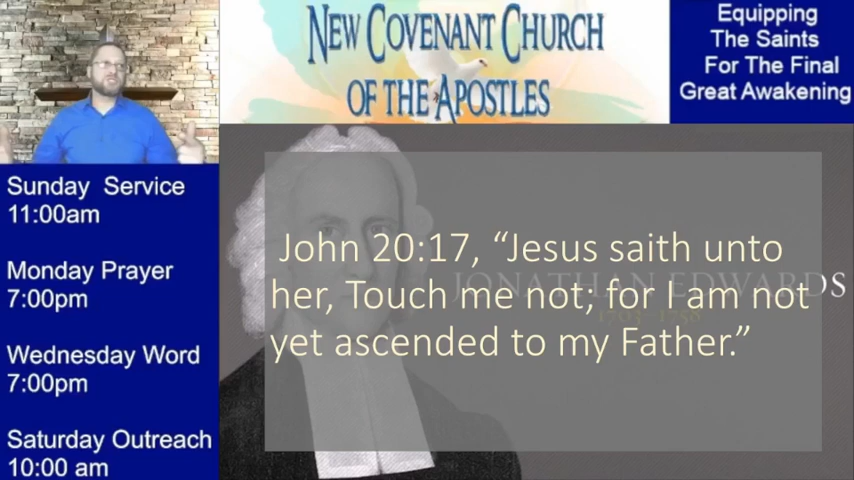 New Covenant Church
of the Apostles
Equipping
The Saints
For The Final
Great Awakening
Sunday Service
11:00am
Monday Prayer
7:00pm
Wednesday Word
7:00pm
Saturday Outreach
10:00 am
John 20:17, “Jesus saith unto
her, Touch me not; for I am not
yet ascended to my Father.”
JONATHAN EDWARDS
1703-1758